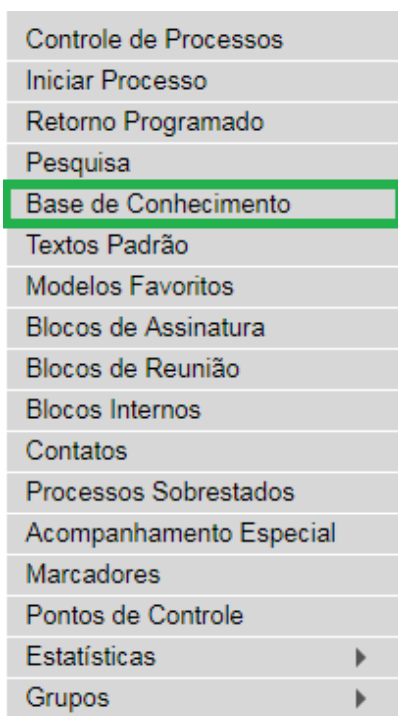 Controle de Processos
Iniciar Processo
Retorno Programado
Pesquisa
Base de Conhecimento
Textos Padrão
Modelos Favoritos
Blocos de Assinatura
Blocos de Reunião
Blocos Internos
Contatos
Processos Sobrestados
Acompanhamento Especial
Marcadores
Pontos de Controle
Estatísticas
Grupos